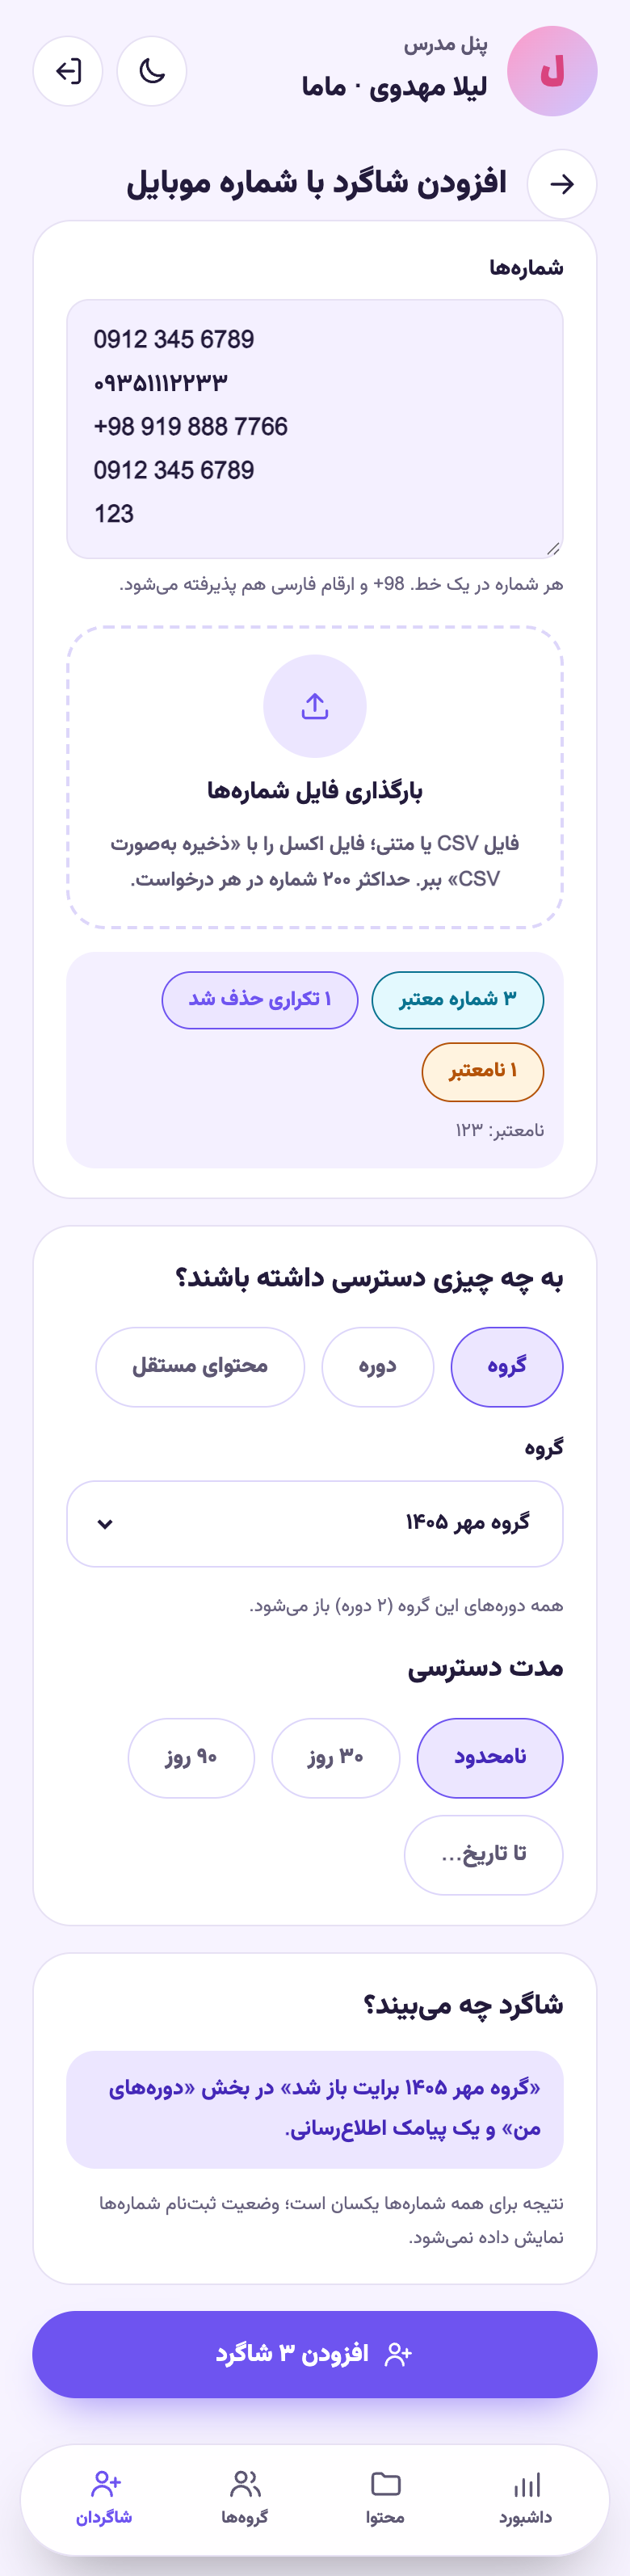 ل
پنل مدرس
لیلا مهدوی · ماما
افزودن شاگرد با شماره موبایل
شماره‌ها
0912 345 6789
۰۹۳۵۱۱۱۲۲۳۳
+98 919 888 7766
0912 345 6789
123
هر شماره در یک خط. 98+ و ارقام فارسی هم پذیرفته می‌شود.
بارگذاری فایل شماره‌ها
فایل CSV یا متنی؛ فایل اکسل را با «ذخیره به‌صورت
CSV» ببر. حداکثر ۲۰۰ شماره در هر درخواست.
۳ شماره معتبر
۱ تکراری حذف شد
۱ نامعتبر
نامعتبر: ۱۲۳
به چه چیزی دسترسی داشته باشند؟
گروه
دوره
محتوای مستقل
گروه
گروه مهر ۱۴۰۵
همه دوره‌های این گروه (۲ دوره) باز می‌شود.
مدت دسترسی
نامحدود
۳۰ روز
۹۰ روز
تا تاریخ...
شاگرد چه می‌بیند؟
«گروه مهر ۱۴۰۵ برایت باز شد» در بخش «دوره‌های
من» و یک پیامک اطلاع‌رسانی.
نتیجه برای همه شماره‌ها یکسان است؛ وضعیت ثبت‌نام شماره‌ها
نمایش داده نمی‌شود.
افزودن ۳ شاگرد
داشبورد
محتوا
گروه‌ها
شاگردان